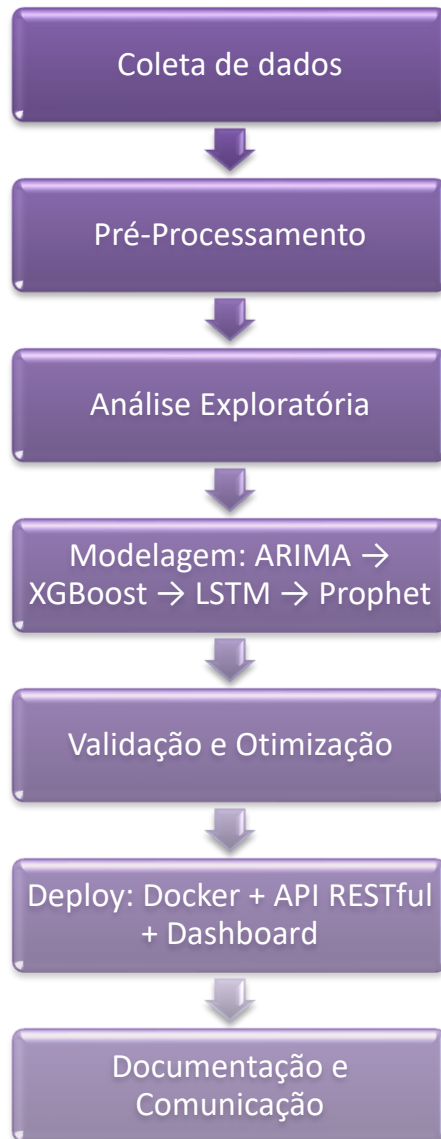 Coleta de dados
Pré-Processamento
Análise Exploratória
Modelagem: ARIMA →
XGBoost → LSTM → Prophet
Validação e Otimização
Deploy: Docker + API RESTful
+ Dashboard
Documentação e
Comunicação